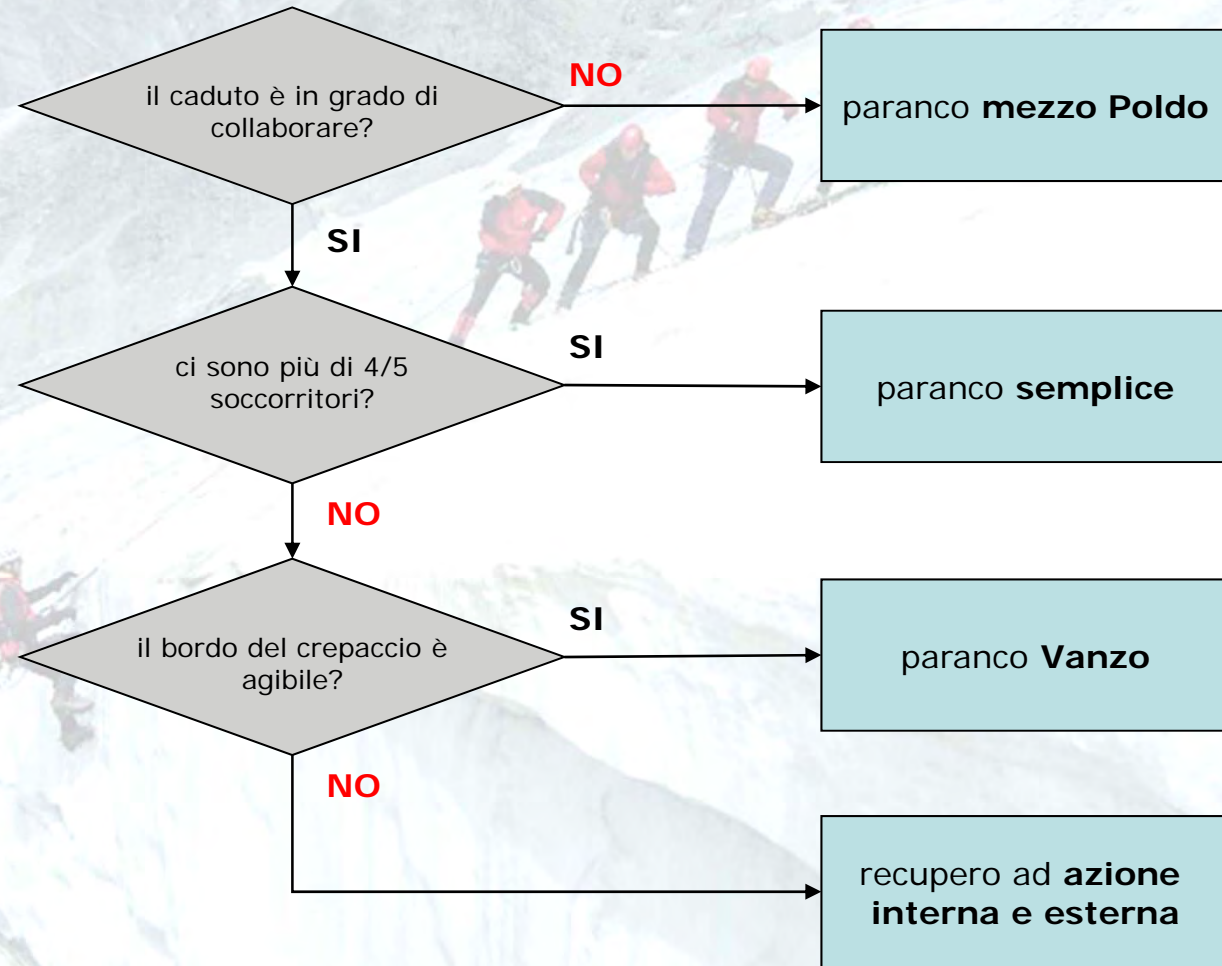 il caduto è in grado di
collaborare?
NO
paranco mezzo Poldo
SI
ci sono più di 4/5
soccorritori?
SI
paranco semplice
NO
il bordo del crepaccio è
agibile?
SI
paranco Vanzo
NO
recupero ad azione
interna e esterna